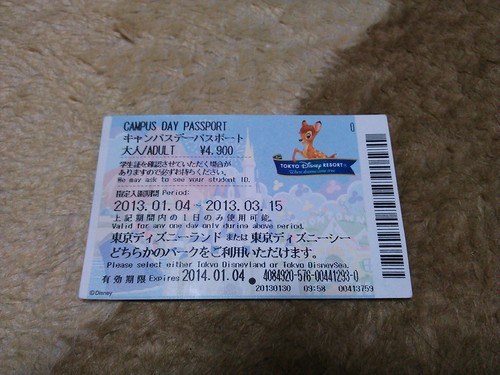 CAMPUS DAY PASSPORT
キャンパスデーパスポート
大人/ADULT ¥4,900
学生証を確認させていただく場合が
ありますので必ずお持ちください。
We may ask to see your student ID.
指定入園期間 Period:
2013.01.04 - 2013.03.15
上記期間内の1日のみ使用可能。
Valid for any one day only during above period.
東京ディズニーランド または 東京ディズニーシー
どちらかのパークをご利用いただけます。
Please select either Tokyo Disneyland or Tokyo DisneySea.
有効期限 Expires 2014.01.04 ● 4084920-576-00441293-0
20130130 09:58 00413759
©Disney
0
TOKYO Disney RESORT
Where dreams come true